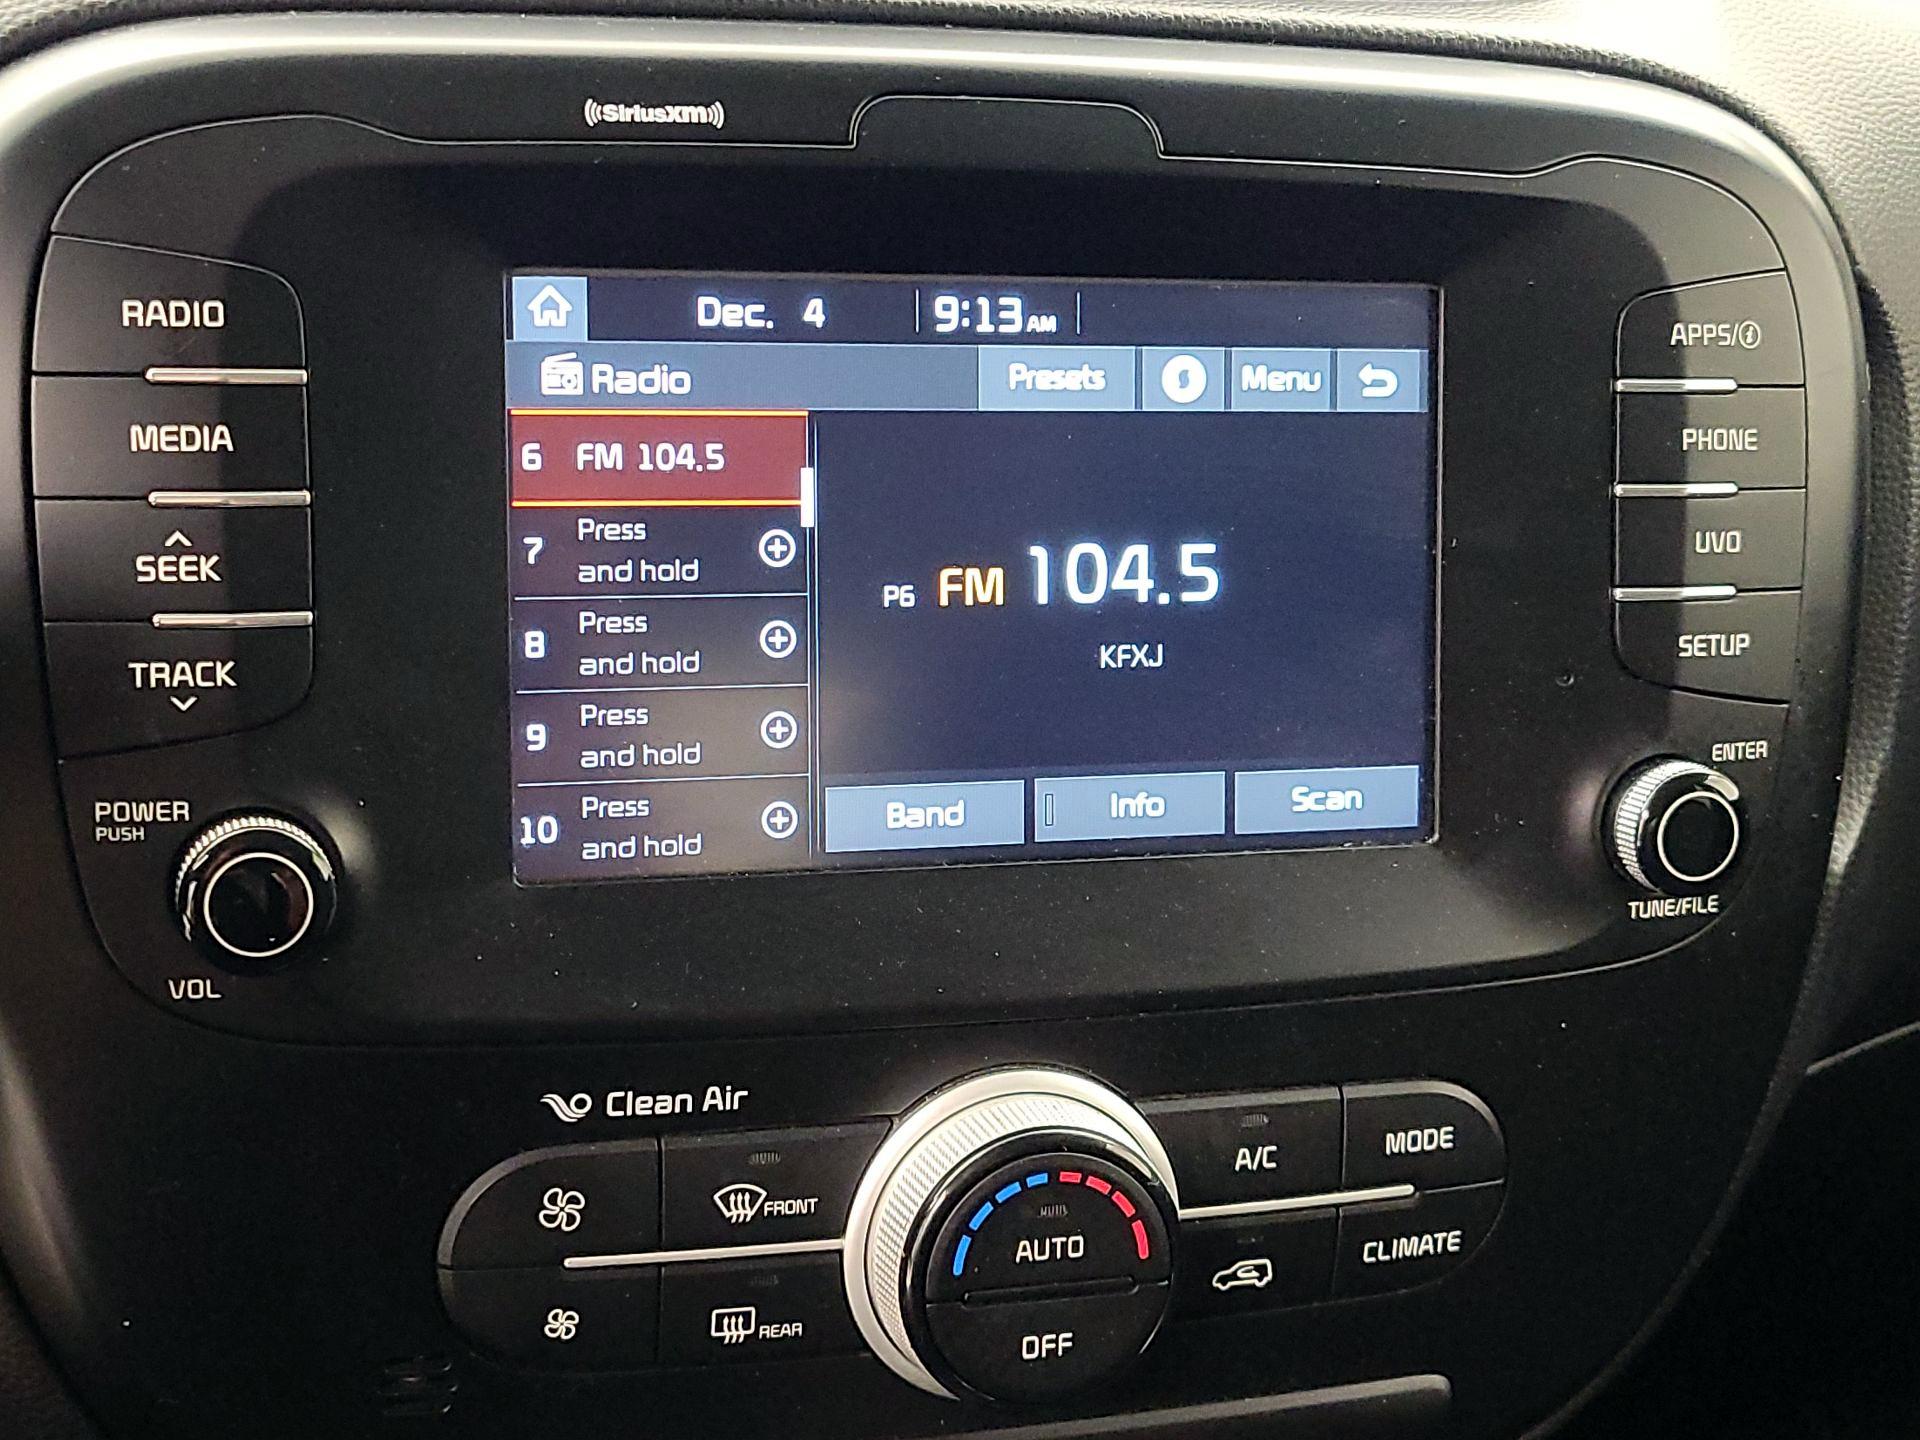 SiriusXM
RADIO
MEDIA
SEEK
TRACK
POWER
PUSH
VOL
Dec. 4
9:13 AM
Radio
Presets
Menu
6 FM 104.5
7 Press
and hold
8 Press
and hold
9 Press
and hold
10 Press
and hold
P6 FM 104.5
KFXJ
Band
Info
Scan
APPS/i
PHONE
UVO
SETUP
ENTER
TUNE/FILE
Clean Air
FRONT
REAR
AUTO
OFF
A/C
MODE
CLIMATE